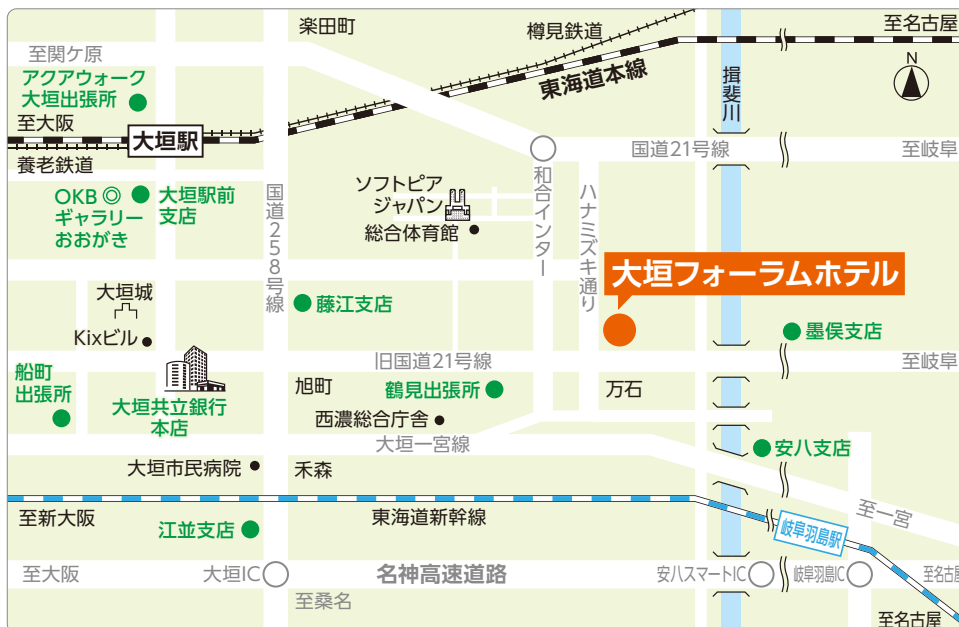 楽田町
樽見鉄道
至名古屋
至関ケ原
東海道本線
N
アクアウォーク
大垣出張所
揖斐川
至大阪
大垣駅
養老鉄道
国道21号線
至岐阜
OKB◎
ギャラリー
おおがき
大垣駅前
支店
国道258号線
ソフトピア
ジャパン
総合体育館
和合インター
ハナミズキ通り
大垣フォーラムホテル
大垣城
藤江支店
Kixビル
墨俣支店
旧国道21号線
至岐阜
船町
出張所
旭町
鶴見出張所
万石
大垣共立銀行
本店
西濃総合庁舎
大垣一宮線
安八支店
大垣市民病院
禾森
至新大阪
江並支店
東海道新幹線
岐阜羽島駅
至一宮
至大阪
大垣IC
名神高速道路
安八スマートIC
岐阜羽島IC
至名古屋
至桑名
至名古屋